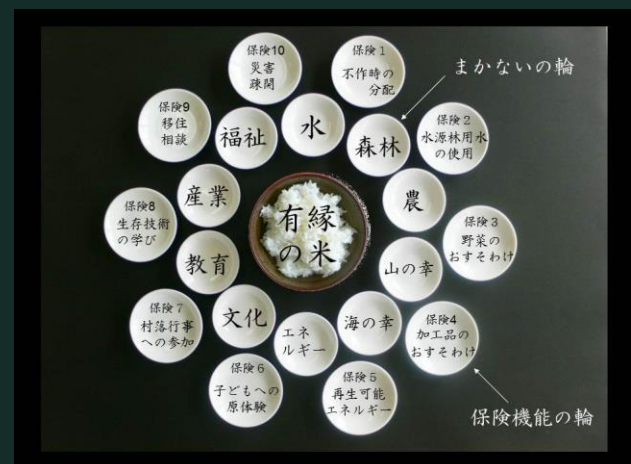 保険10
災害
疎開
保険1
不作時の
分配
まかないの輪
保険9
移住
相談
福祉
水
森林
保険2
水源林用水
の使用
産業
農
有縁
の米
保険8
生存技術
の学び
保険3
野菜の
おすそわけ
教育
山の幸
保険7
村落行事
への参加
文化
エネ
ルギー
海の幸
保険4
加工品の
おすそわけ
保険6
子どもへの
原体験
保険5
再生可能
エネルギー
保険機能の輪